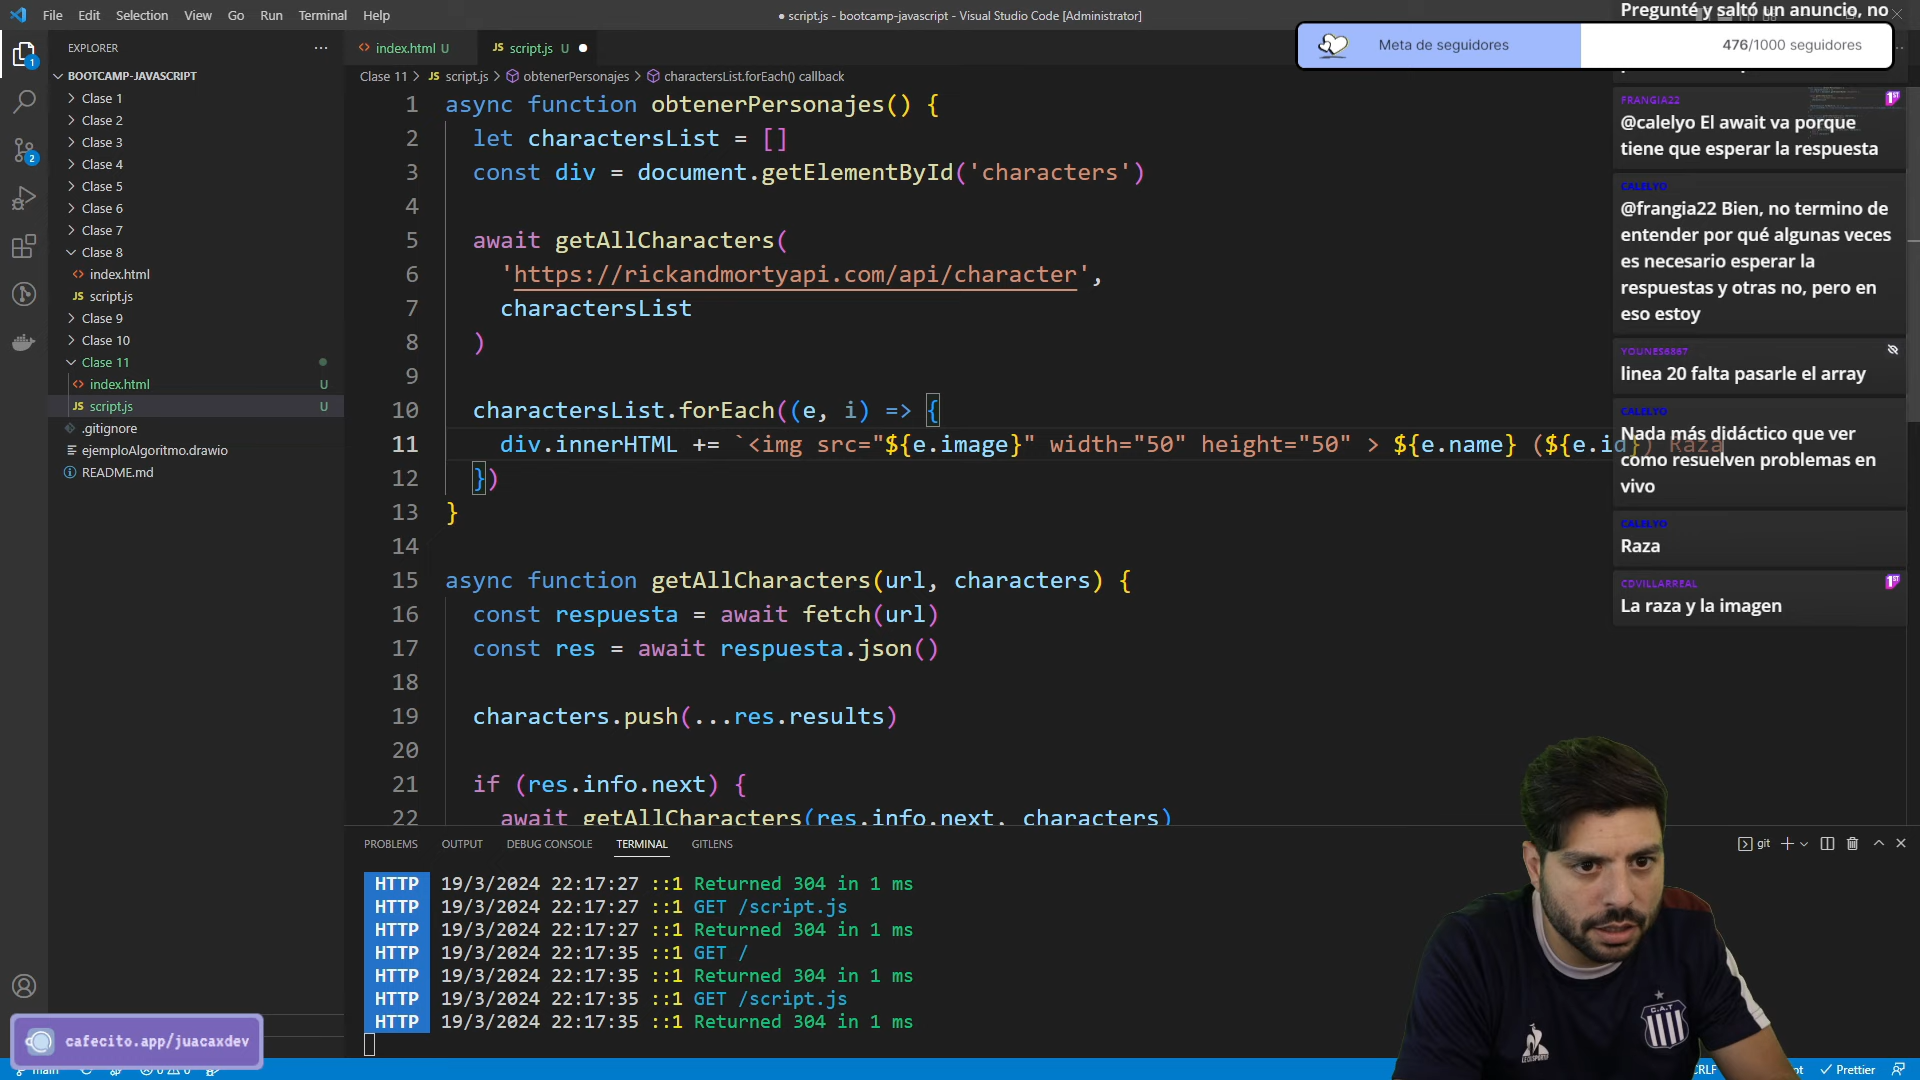 File Edit Selection View Go Run Terminal Help
● script.js - bootcamp-javascript - Visual Studio Code [Administrator]
Pregunté y saltó un anuncio, no
Meta de seguidores
476/1000 seguidores
EXPLORER
BOOTCAMP-JAVASCRIPT
Clase 1
Clase 2
Clase 3
Clase 4
Clase 5
Clase 6
Clase 7
Clase 8
index.html
script.js
Clase 9
Clase 10
Clase 11
index.html U
script.js U
.gitignore
ejemploAlgoritmo.drawio
README.md
1
2
index.html U
script.js U
Clase 11 > script.js > obtenerPersonajes > charactersList.forEach() callback
1 async function obtenerPersonajes() {
2 let charactersList = []
3 const div = document.getElementById('characters')
4
5 await getAllCharacters(
6 'https://rickandmortyapi.com/api/character',
7 charactersList
8 )
9
10 charactersList.forEach((e, i) => {
11 div.innerHTML += `<img src="${e.image}" width="50" height="50" > ${e.name} (${e.id}) Raza
12 })
13 }
14
15 async function getAllCharacters(url, characters) {
16 const respuesta = await fetch(url)
17 const res = await respuesta.json()
18
19 characters.push(...res.results)
20
21 if (res.info.next) {
22 await getAllCharacters(res.info.next, characters)
FRANGIA22
@calelyo El await va porque
tiene que esperar la respuesta
CALELYO
@frangia22 Bien, no termino de
entender por qué algunas veces
es necesario esperar la
respuestas y otras no, pero en
eso estoy
YOUNES6867
linea 20 falta pasarle el array
CALELYO
Nada más didáctico que ver
como resuelven problemas en
vivo
CALELYO
Raza
CDVILLARREAL
La raza y la imagen
PROBLEMS OUTPUT DEBUG CONSOLE TERMINAL GITLENS
git
HTTP 19/3/2024 22:17:27 ::1 Returned 304 in 1 ms
HTTP 19/3/2024 22:17:27 ::1 GET /script.js
HTTP 19/3/2024 22:17:27 ::1 Returned 304 in 1 ms
HTTP 19/3/2024 22:17:35 ::1 GET /
HTTP 19/3/2024 22:17:35 ::1 Returned 304 in 1 ms
HTTP 19/3/2024 22:17:35 ::1 GET /script.js
HTTP 19/3/2024 22:17:35 ::1 Returned 304 in 1 ms
cafecito.app/juacaxdev
main
CRLF
Prettier
C.A.T